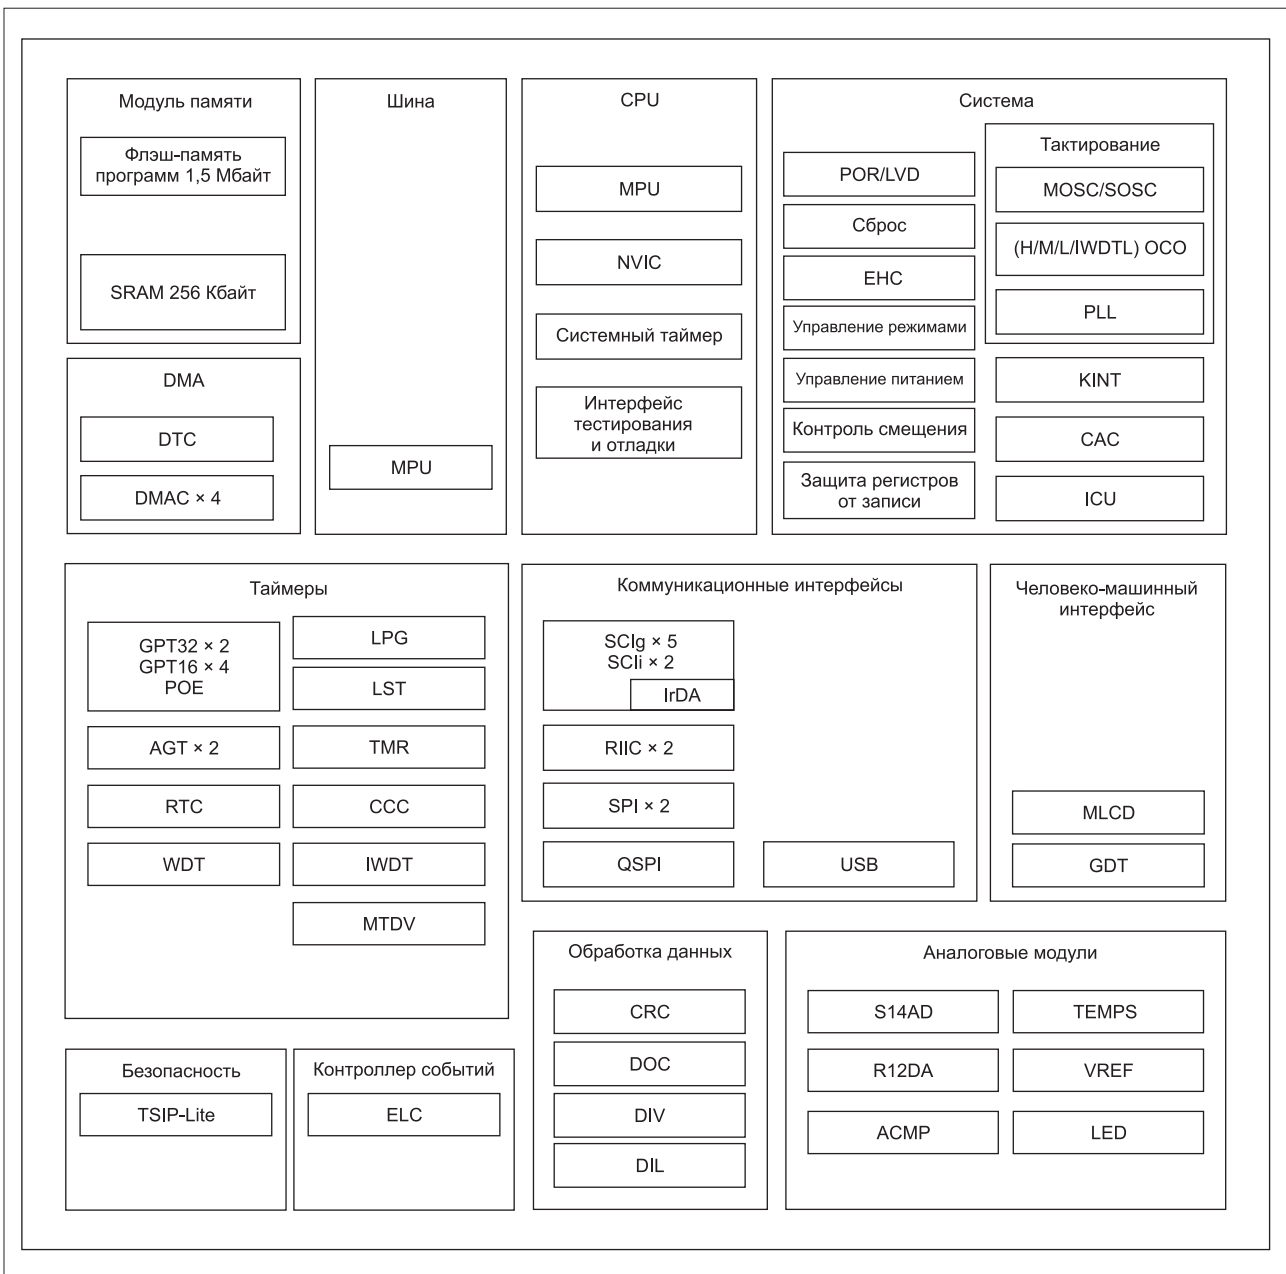 Модуль памяти
Флэш-память
программ 1,5 Мбайт
SRAM 256 Кбайт
Шина
MPU
CPU
MPU
NVIC
Системный таймер
Интерфейс
тестирования
и отладки
Система
POR/LVD
Сброс
EHC
Управление режимами
Управление питанием
Контроль смещения
Защита регистров
от записи
Тактирование
MOSC/SOSC
(H/M/L/IWDTL) OCO
PLL
KINT
CAC
ICU
DMA
DTC
DMAC × 4
Таймеры
GPT32 × 2
GPT16 × 4
POE
AGT × 2
RTC
WDT
LPG
LST
TMR
CCC
IWDT
MTDV
Коммуникационные интерфейсы
SCIg × 5
SCIi × 2
IrDA
RIIC × 2
SPI × 2
QSPI
USB
Человеко-машинный
интерфейс
MLCD
GDT
Безопасность
TSIP-Lite
Контроллер событий
ELC
Обработка данных
CRC
DOC
DIV
DIL
Аналоговые модули
S14AD
R12DA
ACMP
TEMPS
VREF
LED